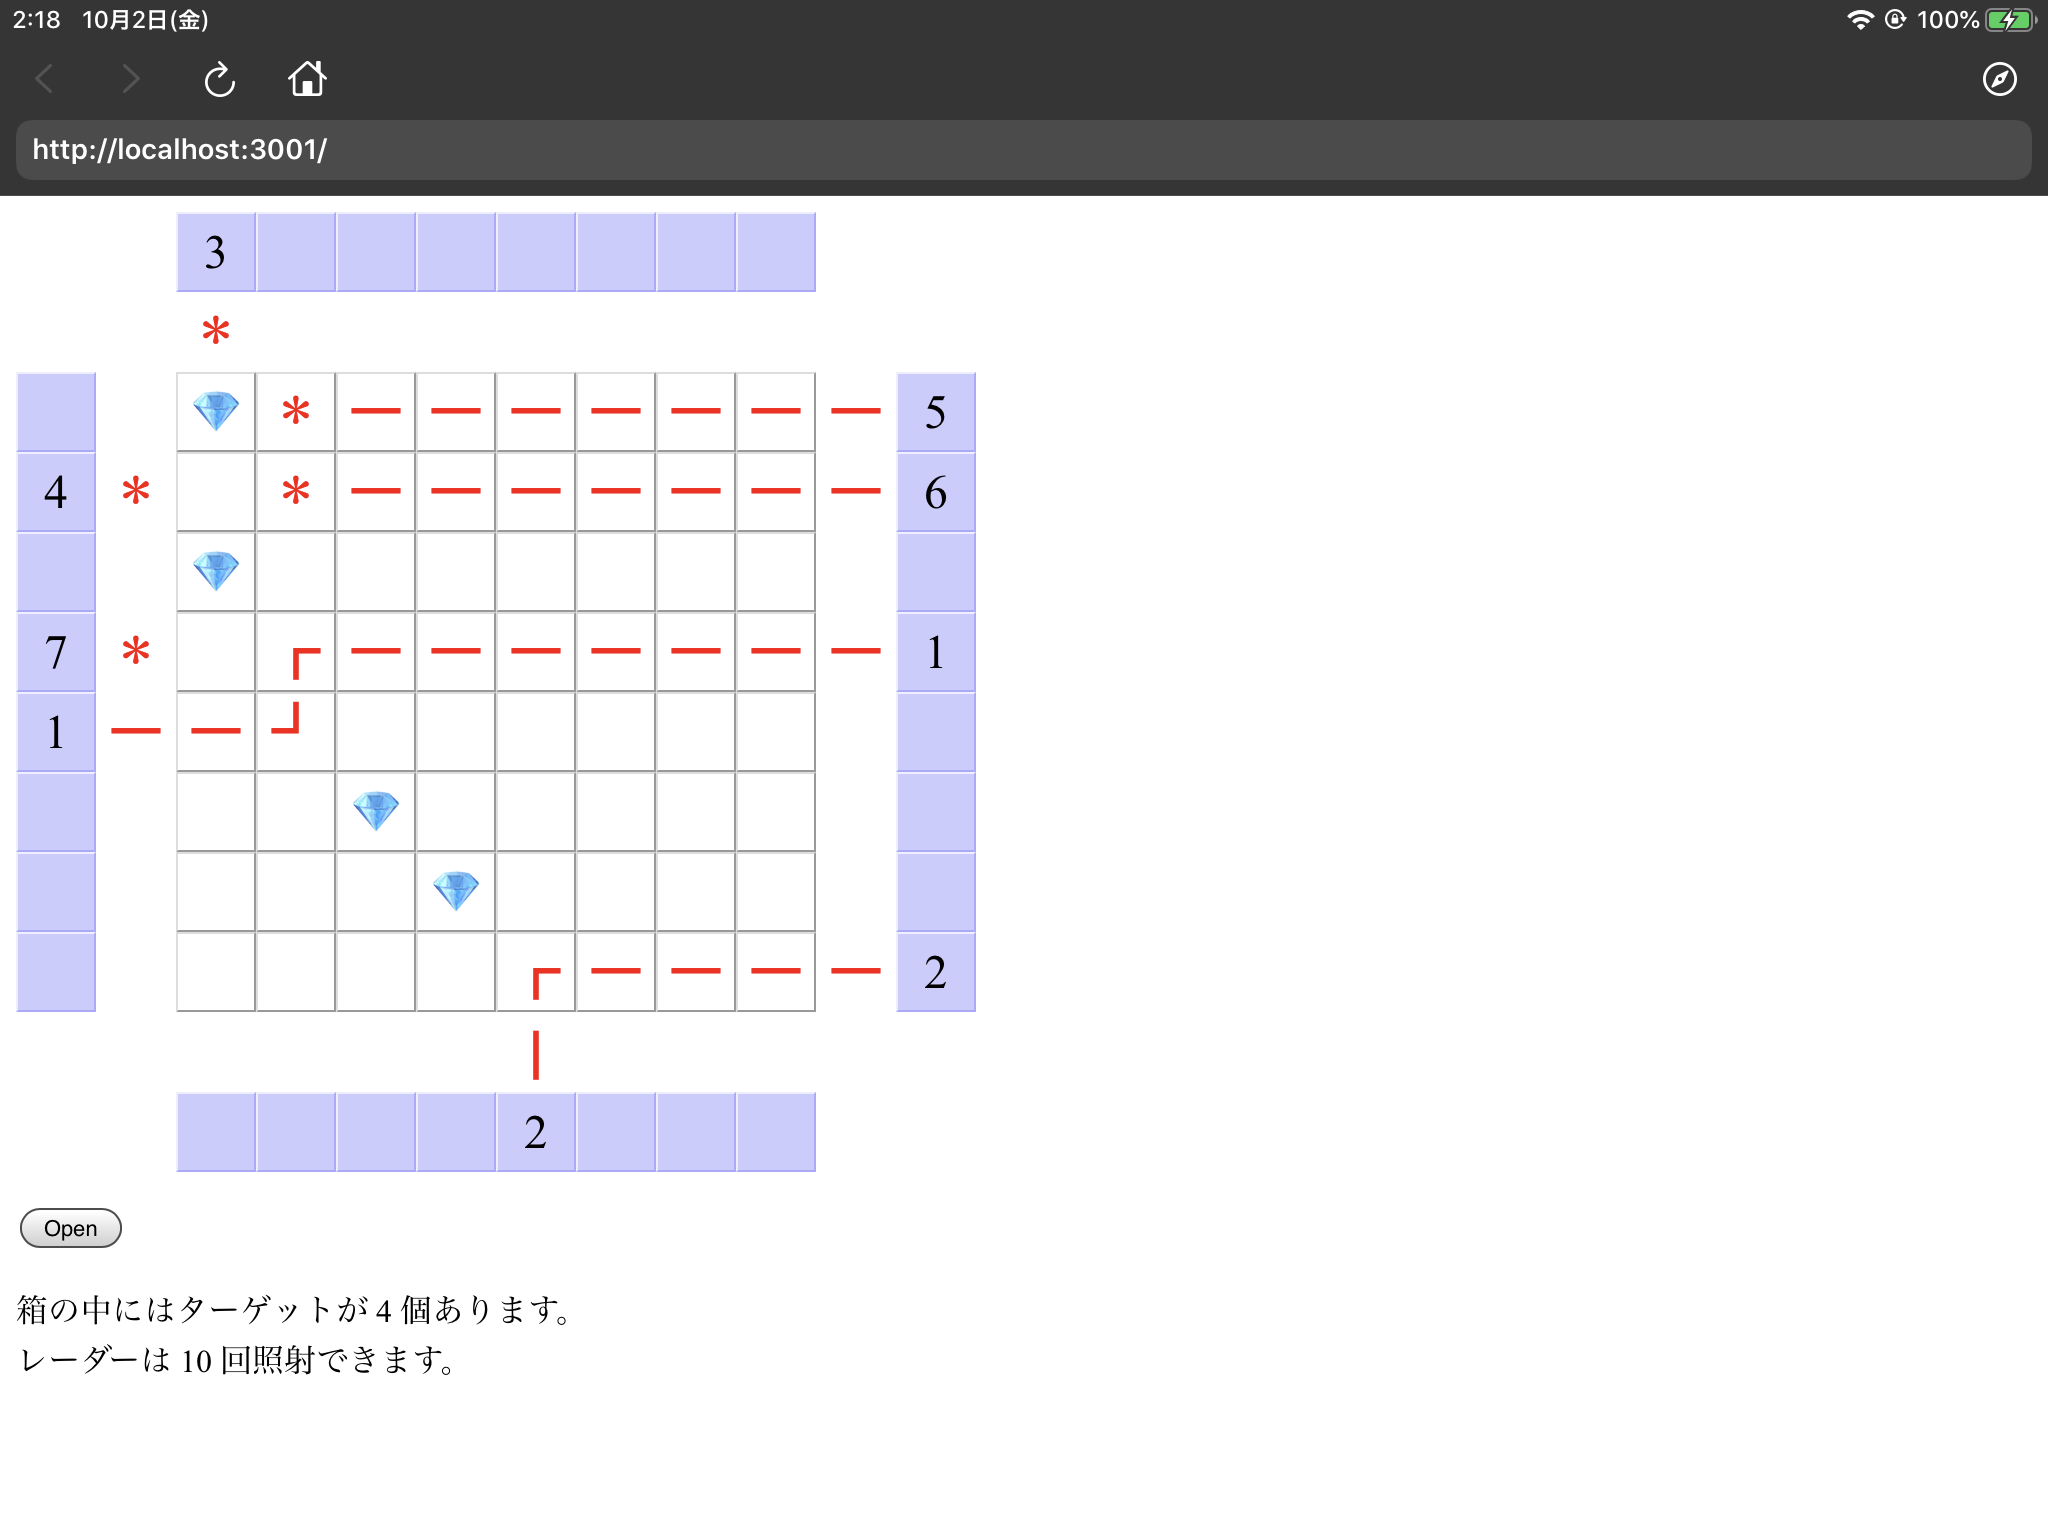 2:18 10月2日(金) 100%
http://localhost:3001/
3
*
* — — — — — — — 5
4 * * — — — — — — — 6
7 * — — — — — — — 1
1 — —
— — — — 2
2
Open
箱の中にはターゲットが 4 個あります。
レーダーは 10 回照射できます。